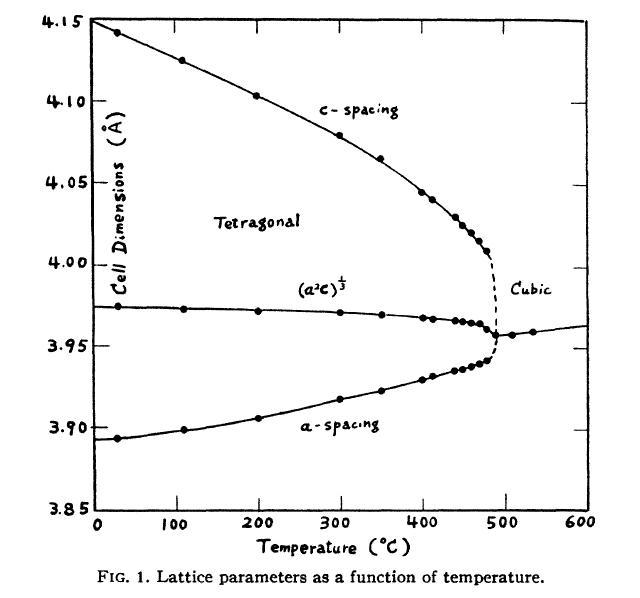 4.15
4.10
4.05
4.00
3.95
3.90
3.85
Cell Dimensions (Å)
c-spacing
Tetragonal
(a²c)^⅓
Cubic
a-spacing
0 100 200 300 400 500 600
Temperature (°C)
FIG. 1. Lattice parameters as a function of temperature.